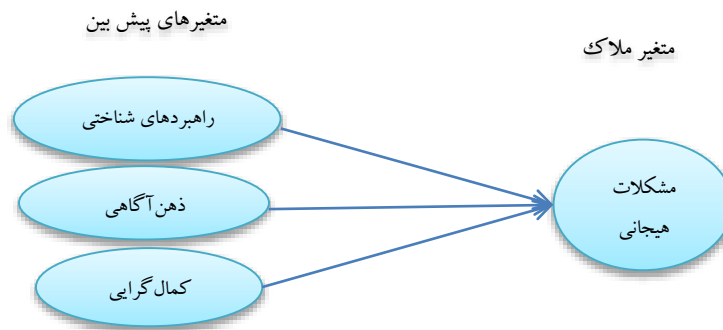 متغیرهای پیش بین
متغیر ملاک
راهبردهای شناختی
ذهن آگاهی
کمال گرایی
مشکلات
هیجانی